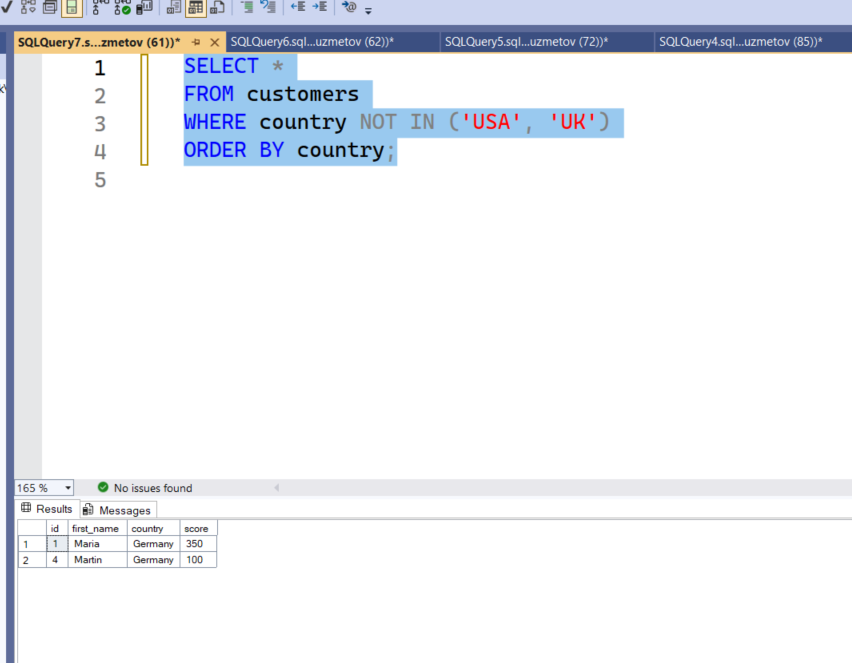 SQLQuery7.s...zmetov (61))* SQLQuery6.sql...uzmetov (62))* SQLQuery5.sql...uzmetov (72))* SQLQuery4.sql...uzmetov (85))*
1 SELECT *
2 FROM customers
3 WHERE country NOT IN ('USA', 'UK')
4 ORDER BY country;
5
165 % No issues found
Results Messages
id first_name country score
1 1 Maria Germany 350
2 4 Martin Germany 100